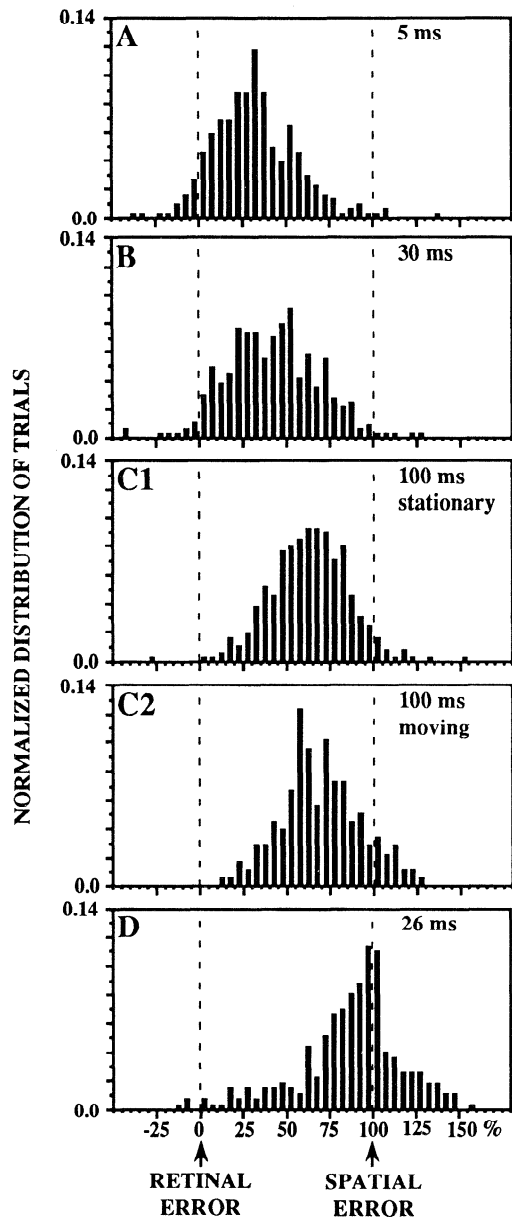 NORMALIZED DISTRIBUTION OF TRIALS
0.14
A
5 ms
0.0
0.14
B
30 ms
0.0
0.14
C1
100 ms
stationary
0.0
0.14
C2
100 ms
moving
0.0
0.14
D
26 ms
0.0
-25 0 25 50 75 100 125 150 %
RETINAL
ERROR
SPATIAL
ERROR